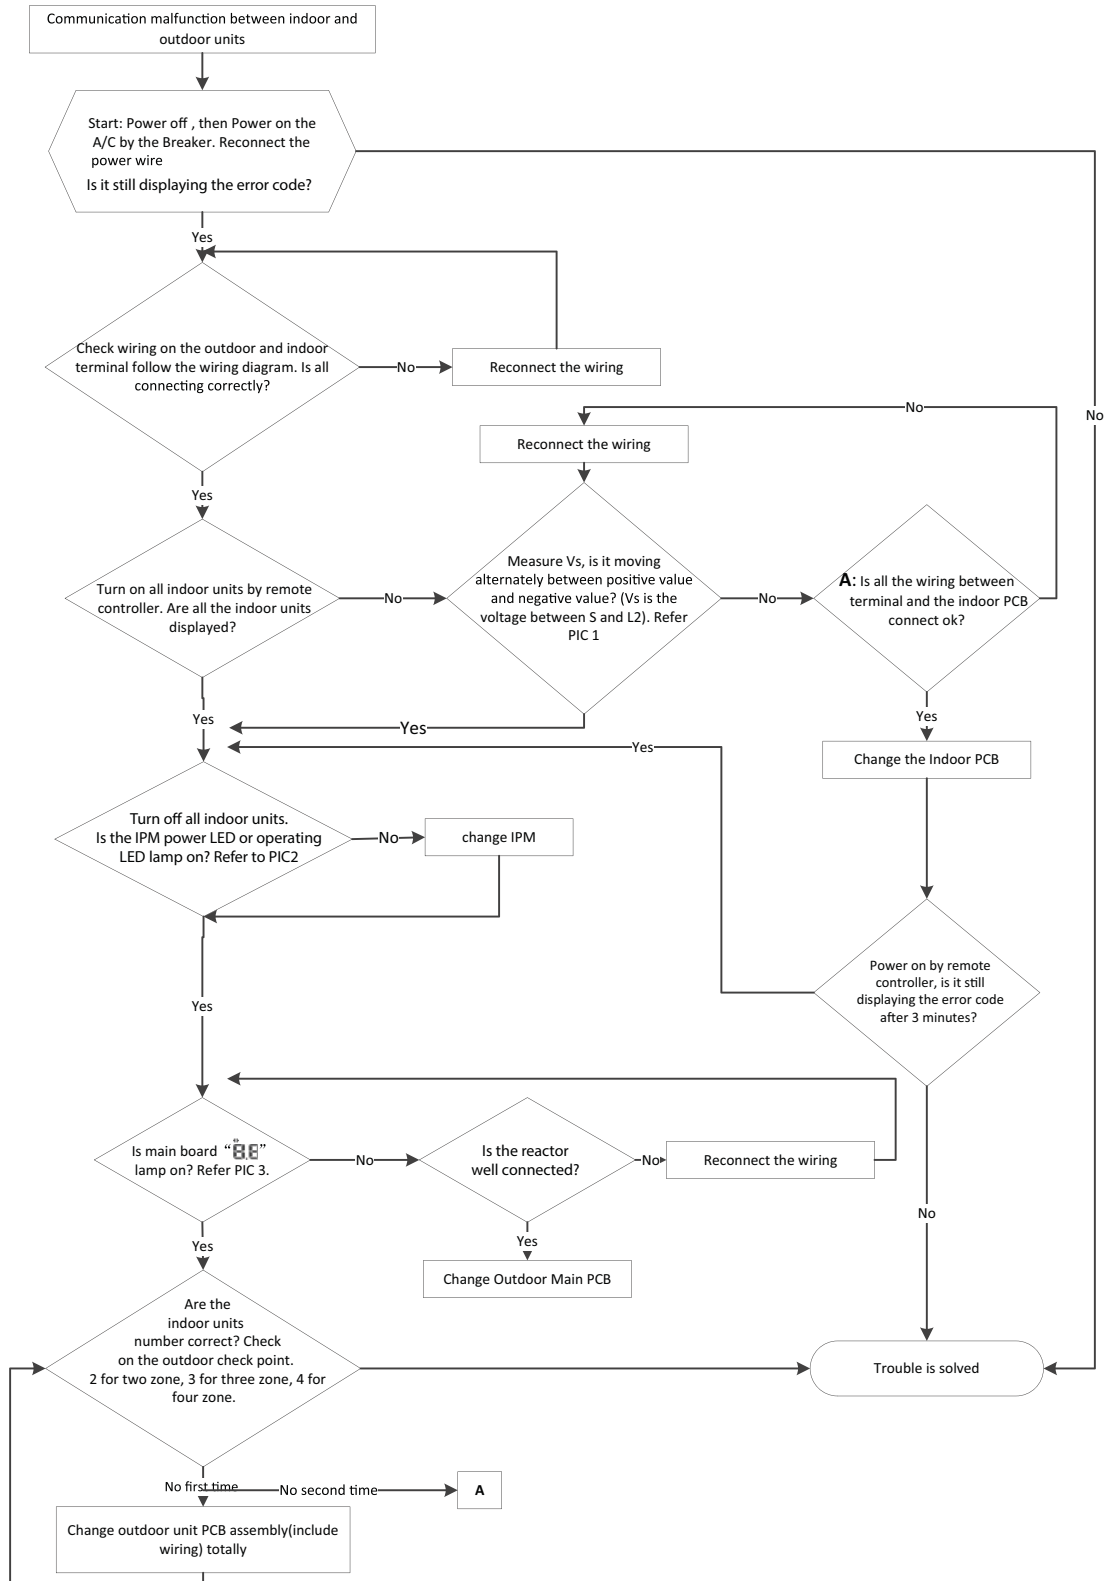 Communication malfunction between indoor and
outdoor units
Start: Power off , then Power on the
A/C by the Breaker. Reconnect the
power wire
Is it still displaying the error code?
Yes
No
Check wiring on the outdoor and indoor
terminal follow the wiring diagram. Is all
connecting correctly?
No
Reconnect the wiring
Yes
No
Reconnect the wiring
Turn on all indoor units by remote
controller. Are all the indoor units
displayed?
No
Measure Vs, is it moving
alternately between positive value
and negative value? (Vs is the
voltage between S and L2). Refer
PIC 1
No
A: Is all the wiring between
terminal and the indoor PCB
connect ok?
Yes
Yes
Yes
Yes
Change the Indoor PCB
Turn off all indoor units.
Is the IPM power LED or operating
LED lamp on? Refer to PIC2
No
change IPM
Power on by remote
controller, is it still
displaying the error code
after 3 minutes?
Yes
No
Is main board “8.E”
lamp on? Refer PIC 3.
No
Is the reactor
well connected?
No
Reconnect the wiring
Yes
Yes
Change Outdoor Main PCB
Are the
indoor units
number correct? Check
on the outdoor check point.
2 for two zone, 3 for three zone, 4 for
four zone.
Trouble is solved
No first time
No second time
A
Change outdoor unit PCB assembly(include
wiring) totally